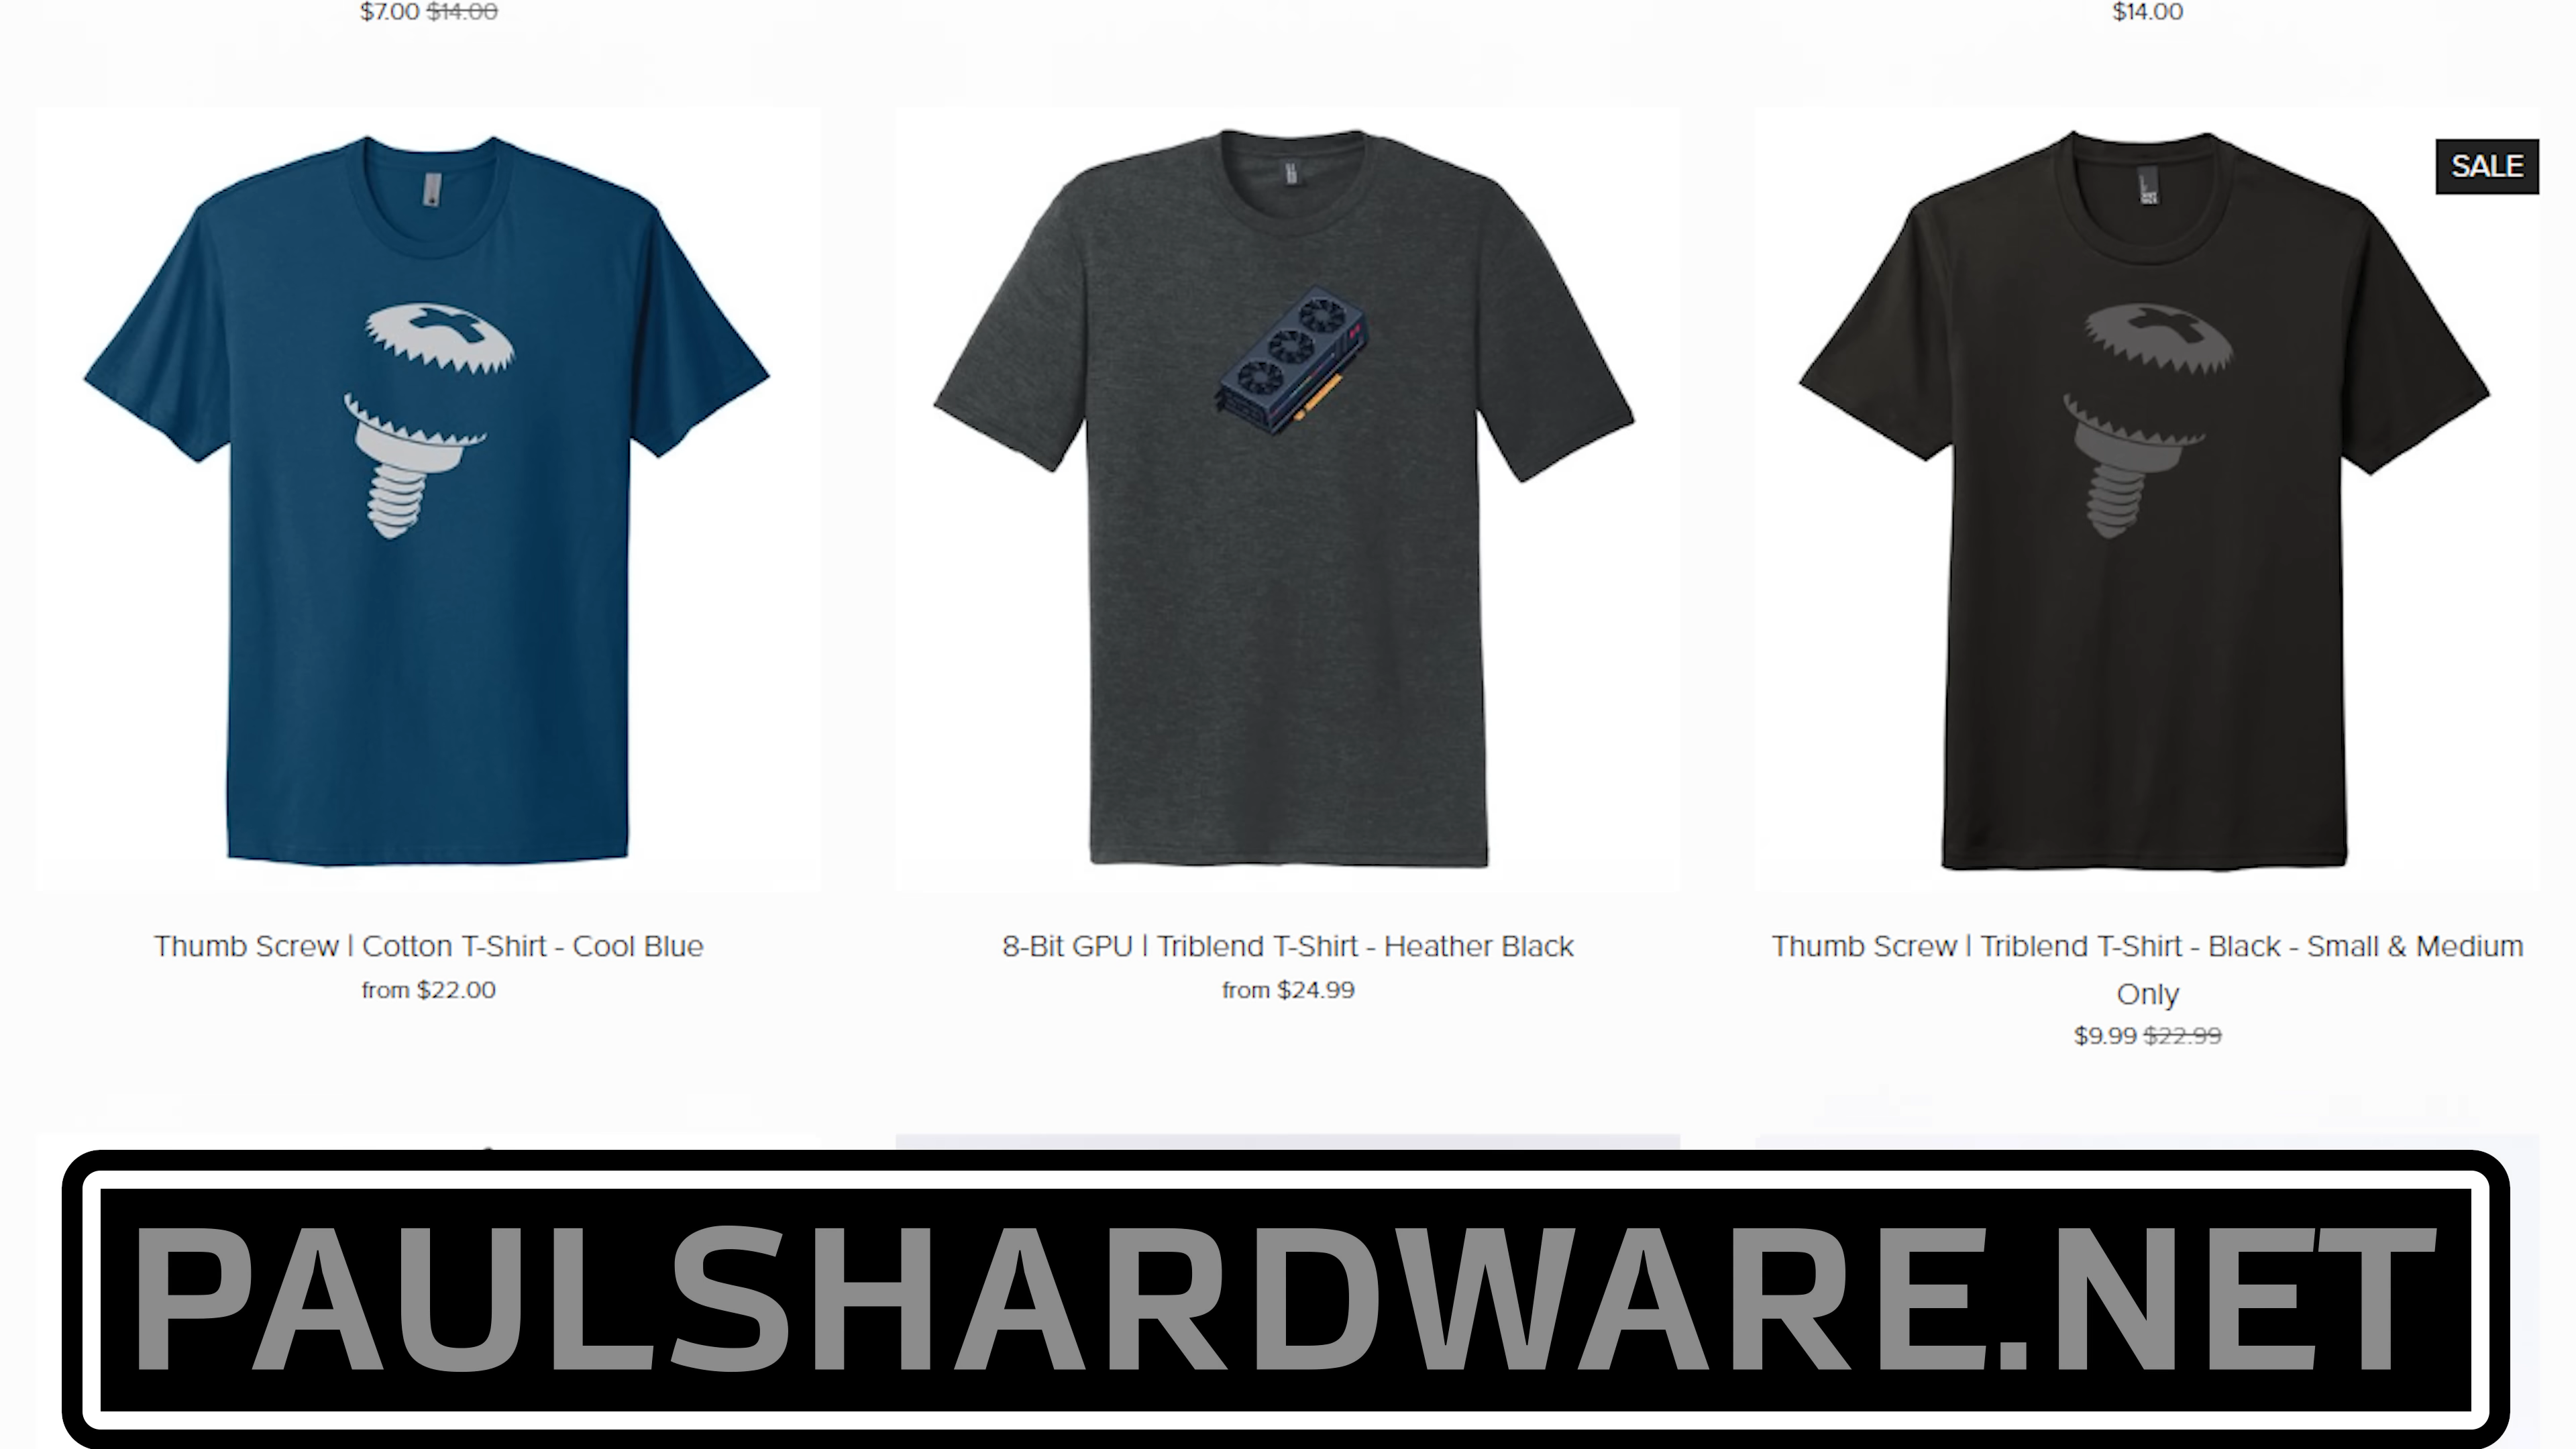 $7.00 $14.00
$14.00
SALE
Thumb Screw | Cotton T-Shirt - Cool Blue
from $22.00
8-Bit GPU | Triblend T-Shirt - Heather Black
from $24.99
Thumb Screw | Triblend T-Shirt - Black - Small & Medium
Only
$9.99 $22.99
PAULSHARDWARE.NET